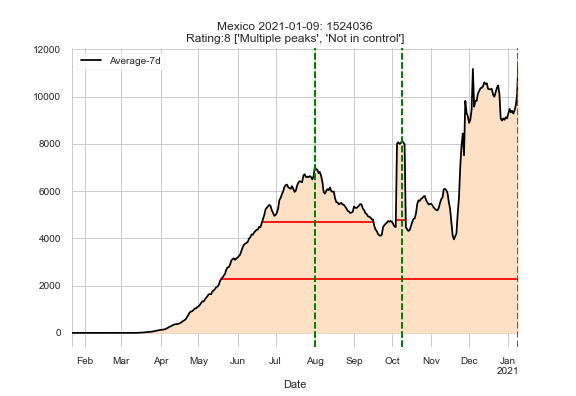 Mexico 2021-01-09: 1524036
Rating:8 ['Multiple peaks', 'Not in control']
Average-7d
12000
10000
8000
6000
4000
2000
0
Feb Mar Apr May Jun Jul Aug Sep Oct Nov Dec Jan
2021
Date